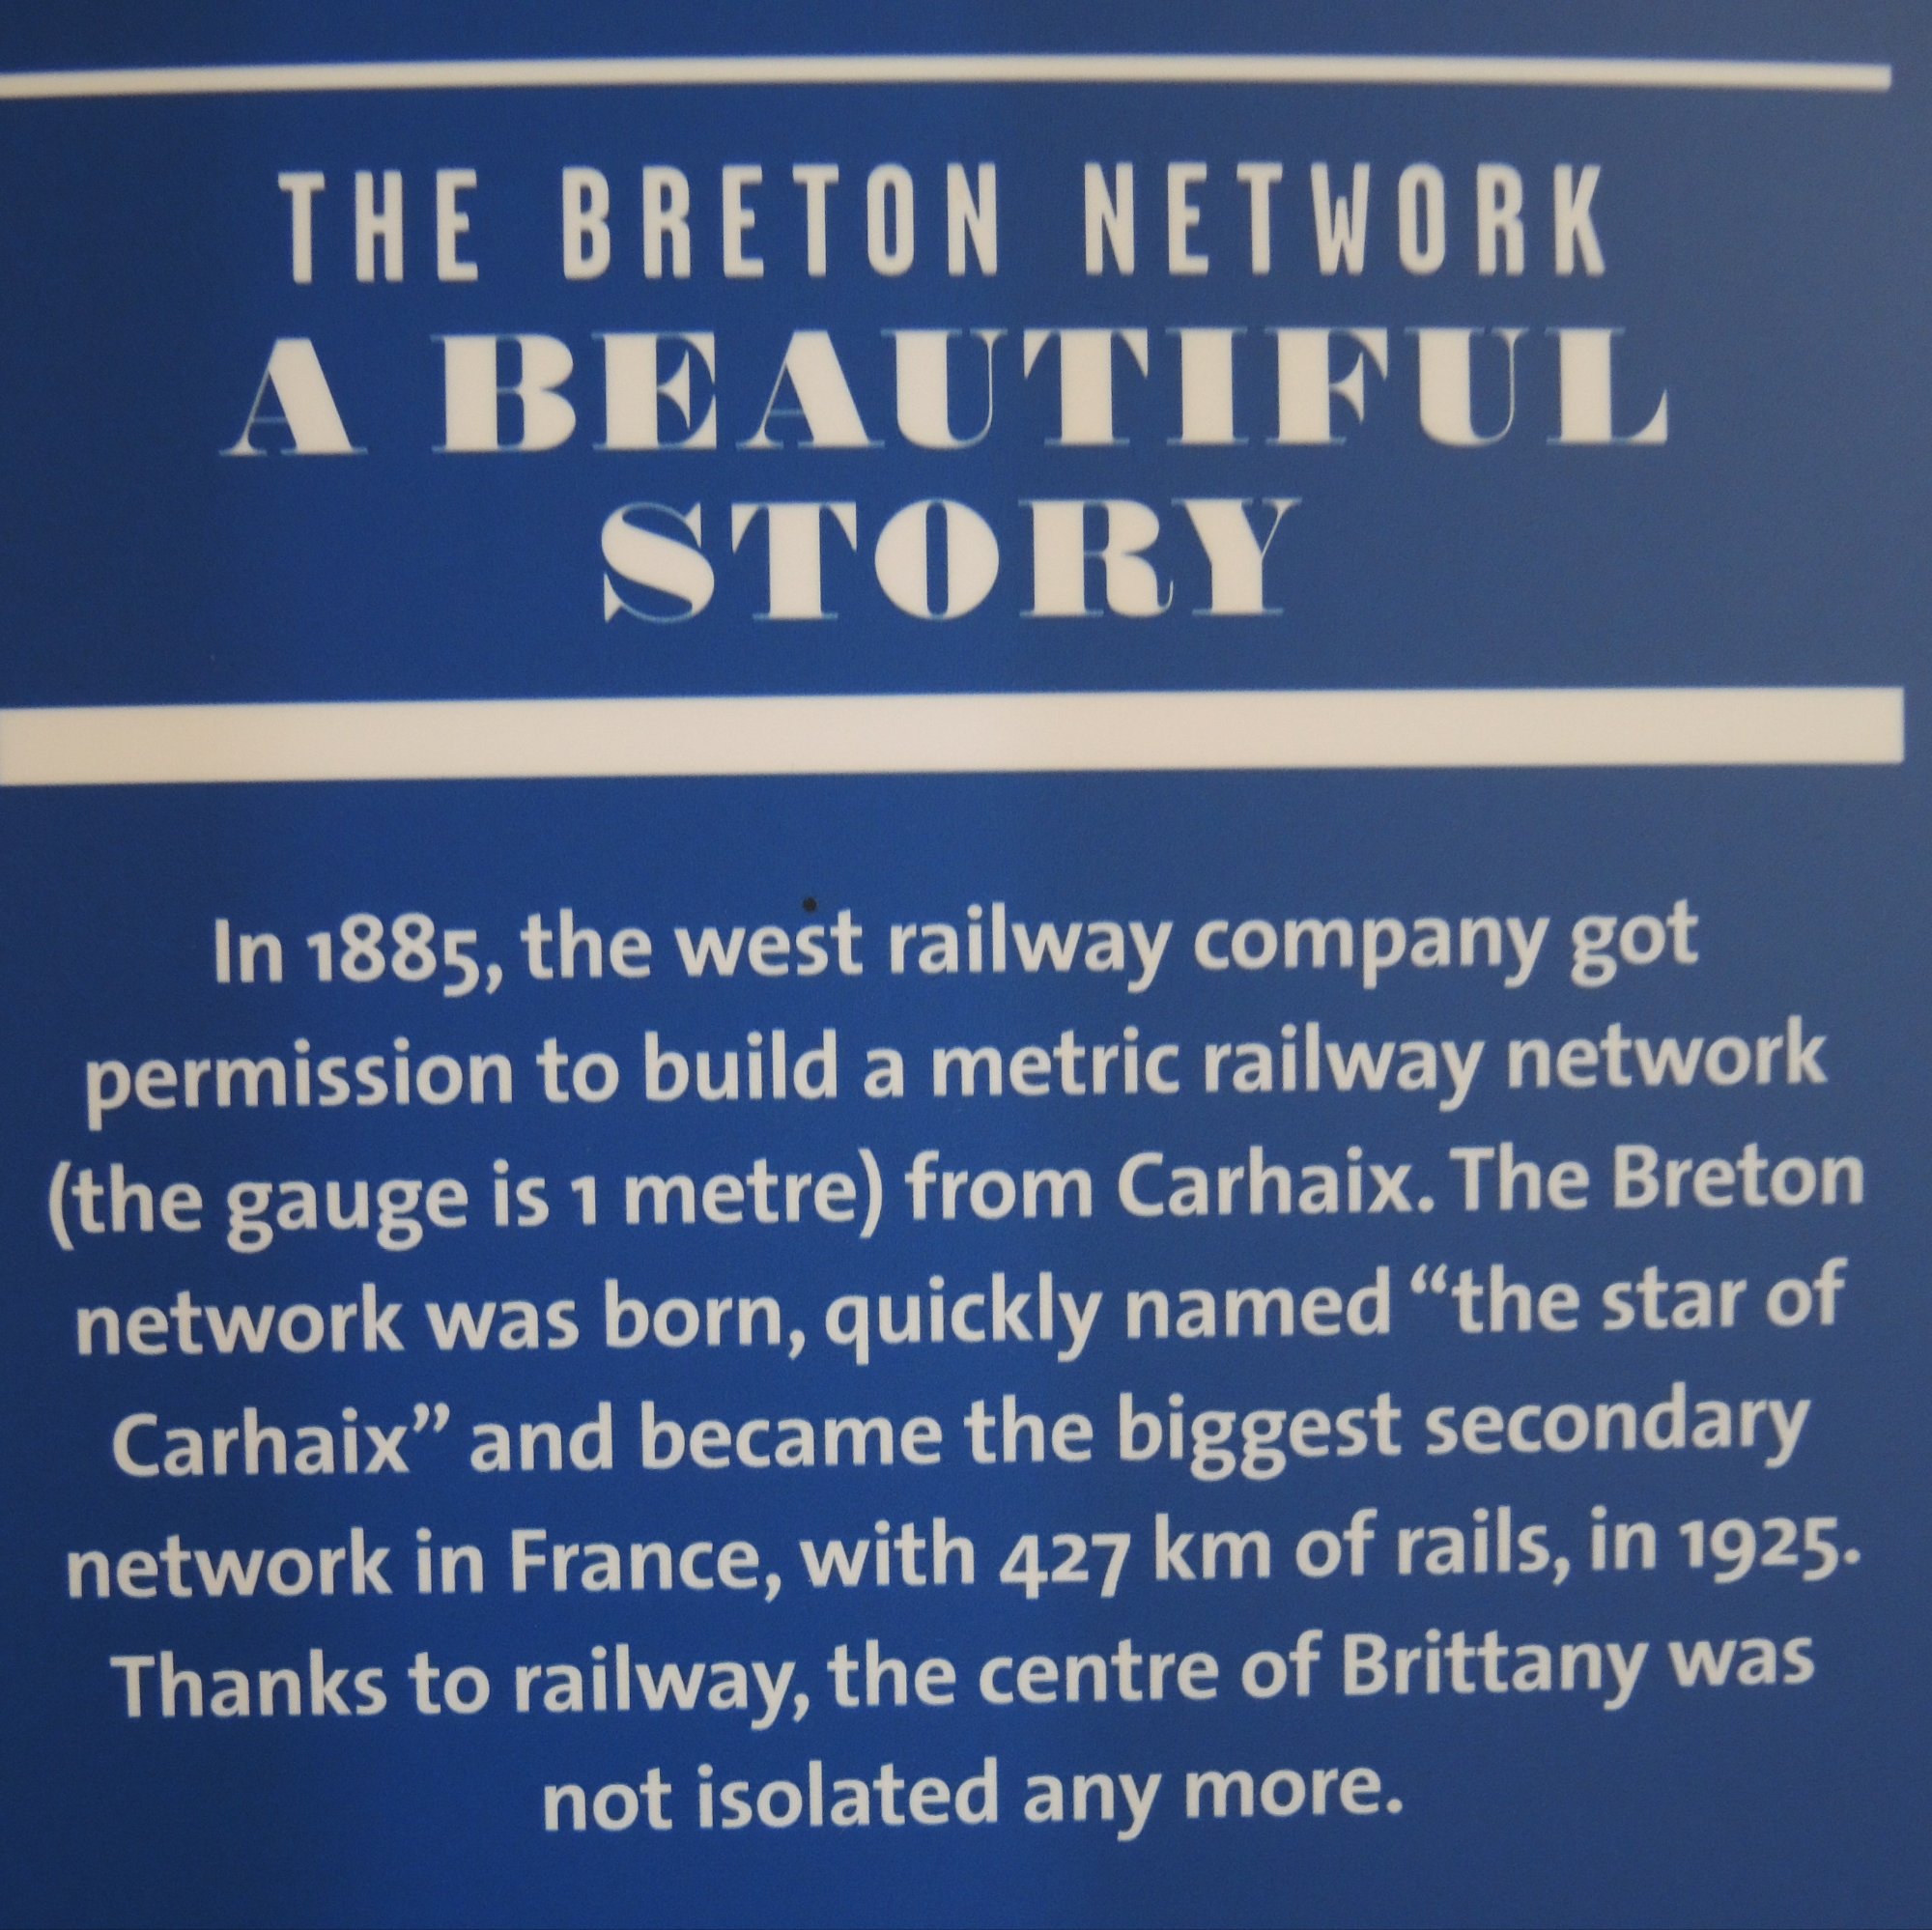 THE BRETON NETWORK
A BEAUTIFUL
STORY
In 1885, the west railway company got
permission to build a metric railway network
(the gauge is 1 metre) from Carhaix. The Breton
network was born, quickly named “the star of
Carhaix” and became the biggest secondary
network in France, with 427 km of rails, in 1925.
Thanks to railway, the centre of Brittany was
not isolated any more.